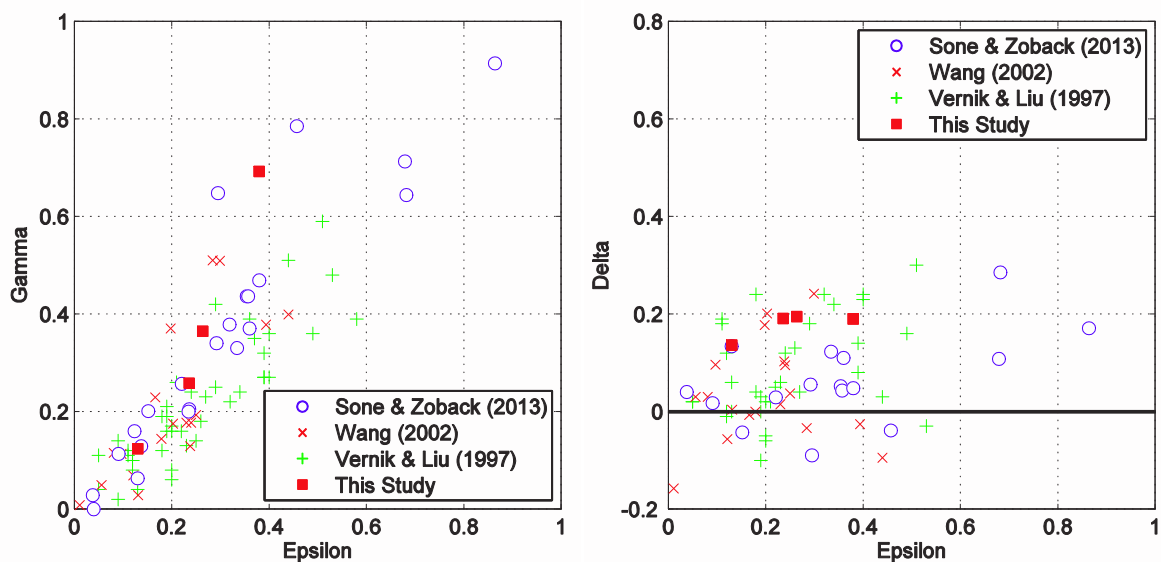 1
0.8
0.6
0.4
0.2
0
Gamma
0 0.2 0.4 0.6 0.8 1
Epsilon
Sone & Zoback (2013)
Wang (2002)
Vernik & Liu (1997)
This Study
0.8
0.6
0.4
0.2
0
-0.2
Delta
0 0.2 0.4 0.6 0.8 1
Epsilon
Sone & Zoback (2013)
Wang (2002)
Vernik & Liu (1997)
This Study